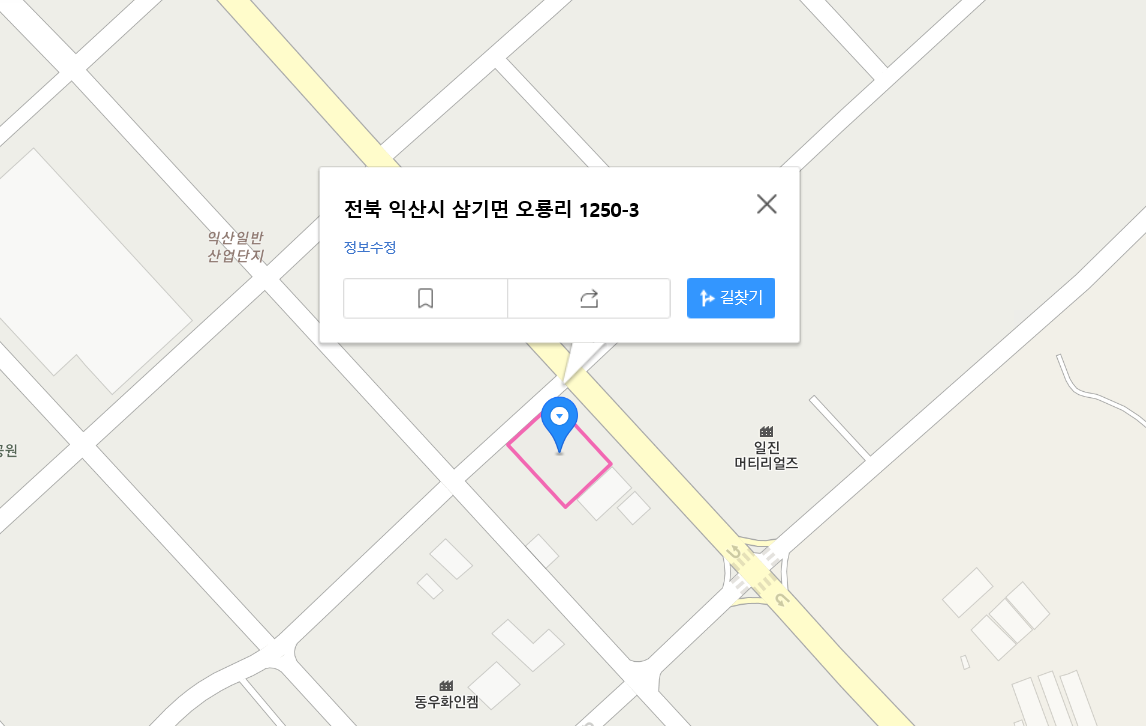 전북 익산시 삼기면 오룡리 1250-3
정보수정
길찾기
익산일반
산업단지
일진
머티리얼즈
공원
동우화인켐